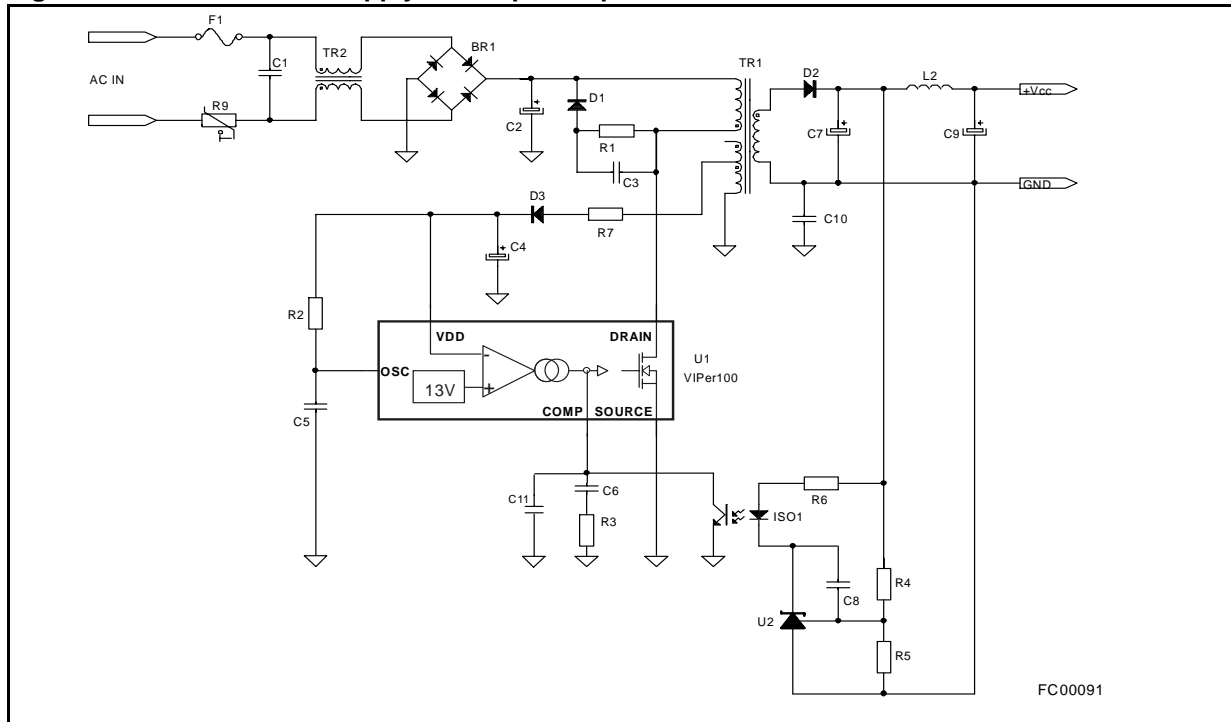 F1
TR2
BR1
TR1
D2
L2
+Vcc
AC IN
C1
D1
R9
T°
C2
+
R1
C7
+
C9
+
C3
GND
D3
R7
C10
C4
+
R2
VDD
DRAIN
OSC
-
13V
+
U1
VIPer100
COMP
SOURCE
C5
C11
C6
R3
R6
ISO1
C8
R4
U2
R5
FC00091